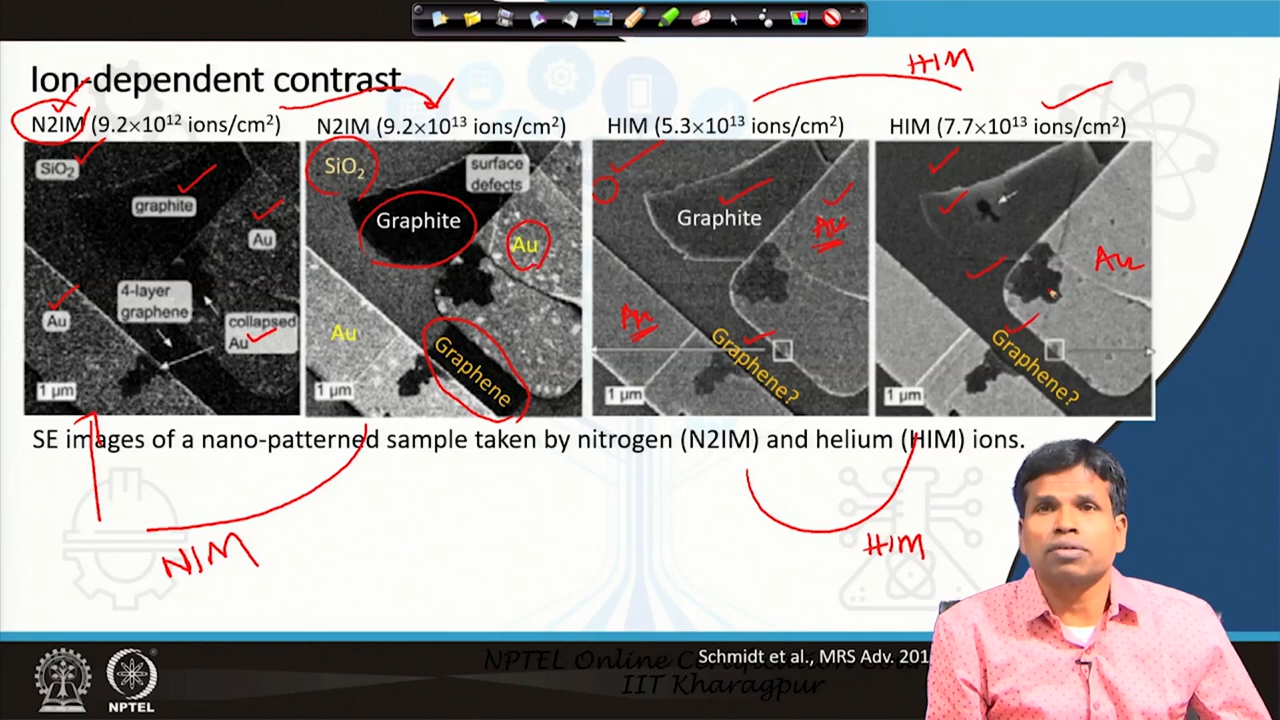 HIM
Ion-dependent contrast
N2IM (9.2×10¹² ions/cm²)
N2IM (9.2×10¹³ ions/cm²)
HIM (5.3×10¹³ ions/cm²)
HIM (7.7×10¹³ ions/cm²)
SiO₂
graphite
Au
4-layer
graphene
Au
collapsed
Au
1 µm
SiO₂
surface
defects
Graphite
Au
Au
Graphene
1 µm
Graphite
Au
Au
Graphene?
1 µm
Au
Graphene?
1 µm
SE images of a nano-patterned sample taken by nitrogen (N2IM) and helium (HIM) ions.
NIM
HIM
NPTEL Online
Schmidt et al., MRS Adv. 201
IIT Kharagpur
NPTEL